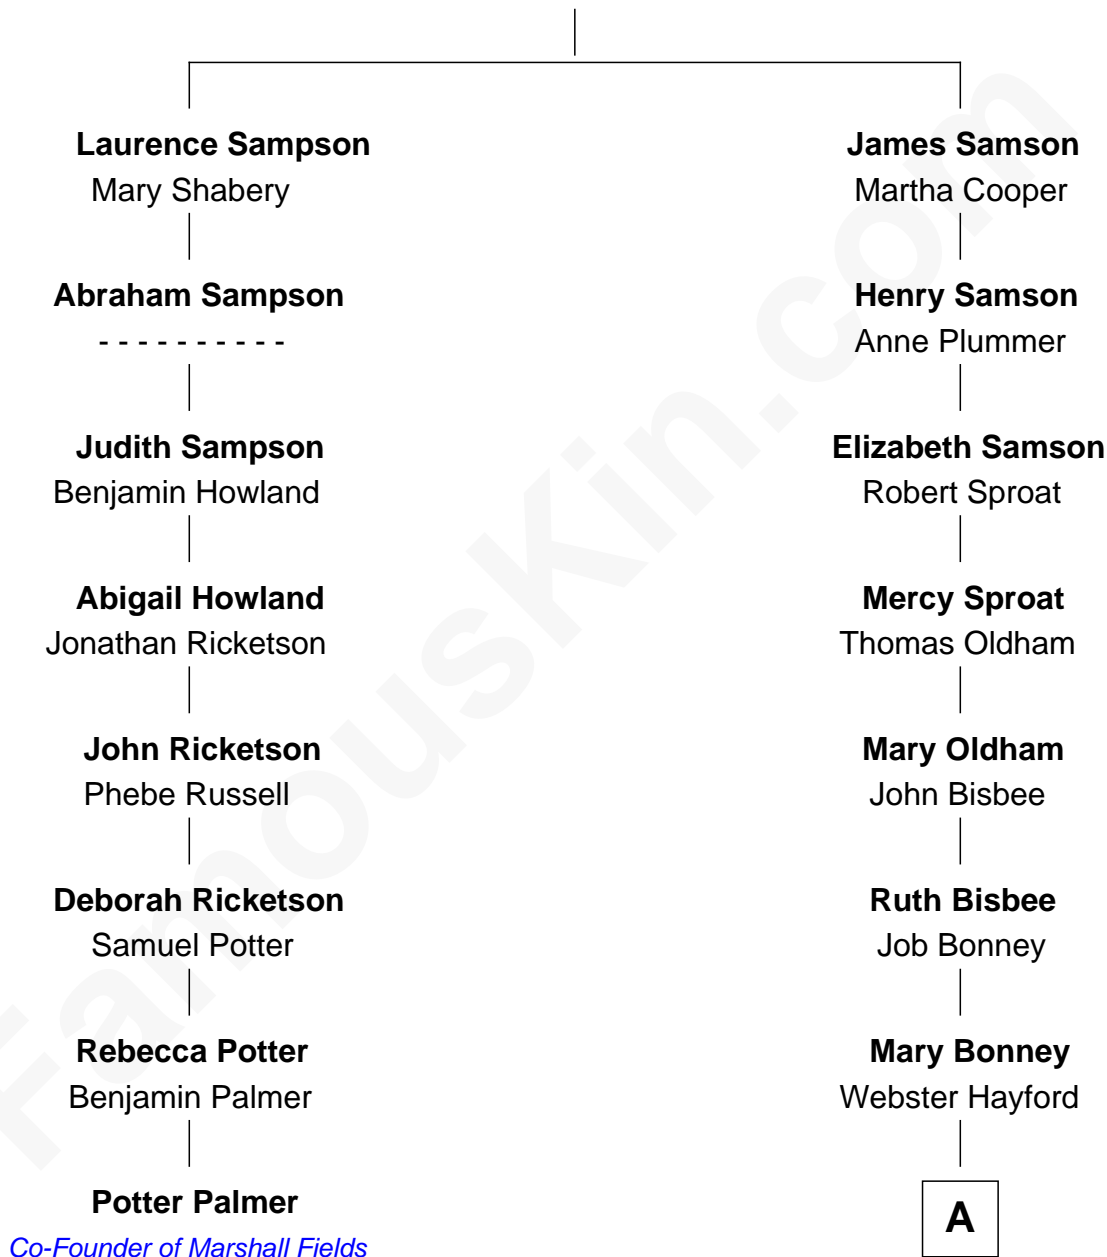 Laurence Sampson
Mary Shabery
Abraham Sampson
- - - - - - - - - -
Judith Sampson
Benjamin Howland
Abigail Howland
Jonathan Ricketson
John Ricketson
Phebe Russell
Deborah Ricketson
Samuel Potter
Rebecca Potter
Benjamin Palmer
Potter Palmer
Co-Founder of Marshall Fields
James Samson
Martha Cooper
Henry Samson
Anne Plummer
Elizabeth Samson
Robert Sproat
Mercy Sproat
Thomas Oldham
Mary Oldham
John Bisbee
Ruth Bisbee
Job Bonney
Mary Bonney
Webster Hayford
A
FamousKin.com